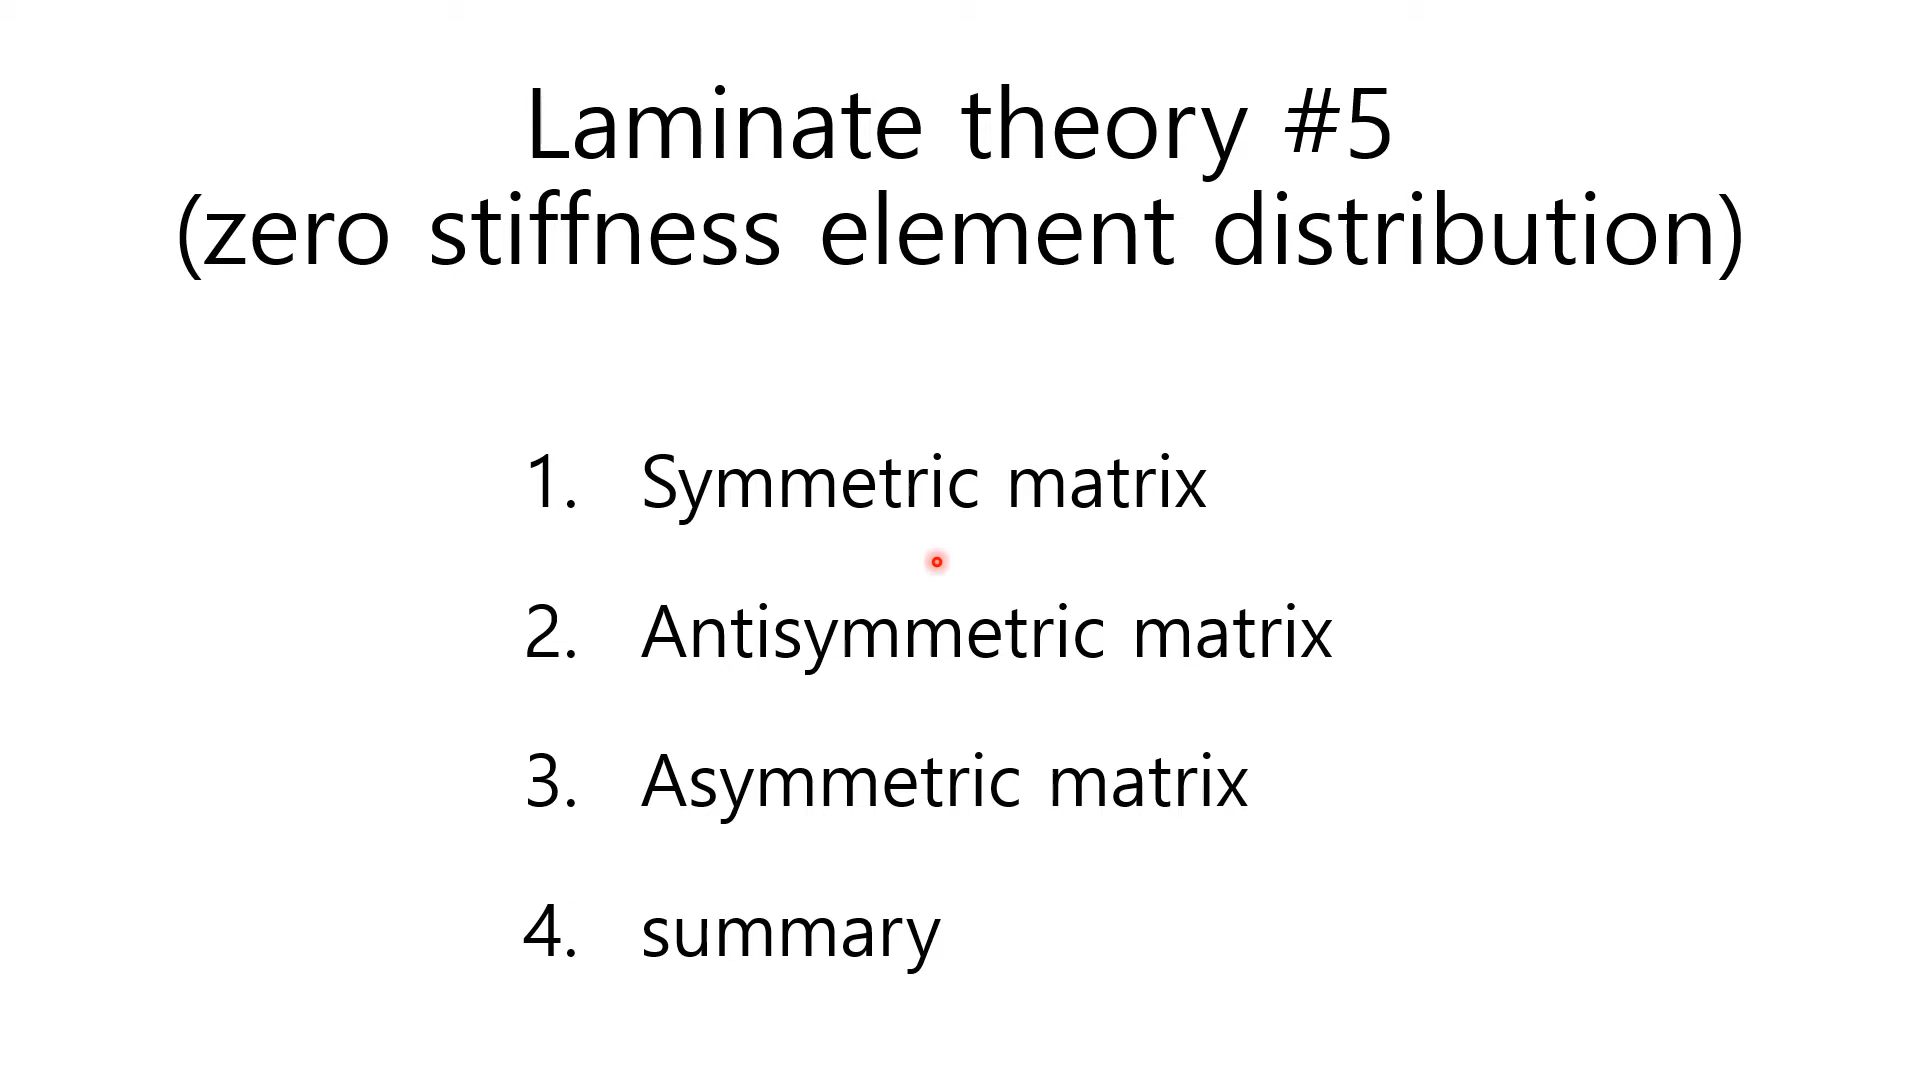 Laminate theory #5
(zero stiffness element distribution)
1. Symmetric matrix
2. Antisymmetric matrix
3. Asymmetric matrix
4. summary